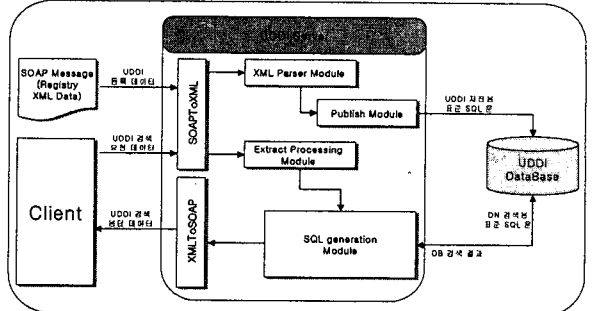 UDDI Server
SOAP Message
(Registry
XML Data)
UDDI
등록 데이터
SOAPToXML
XML Parser Module
Publish Module
UDDI 저장용
표준 SQL 문
UDDI 검색
요청 데이터
Extract Processing
Module
UDDI
DataBase
Client
UDDI 검색
응답 데이터
XMLToSOAP
SQL generation
Module
DN 검색용
표준 SQL 문
DB 검색 결과